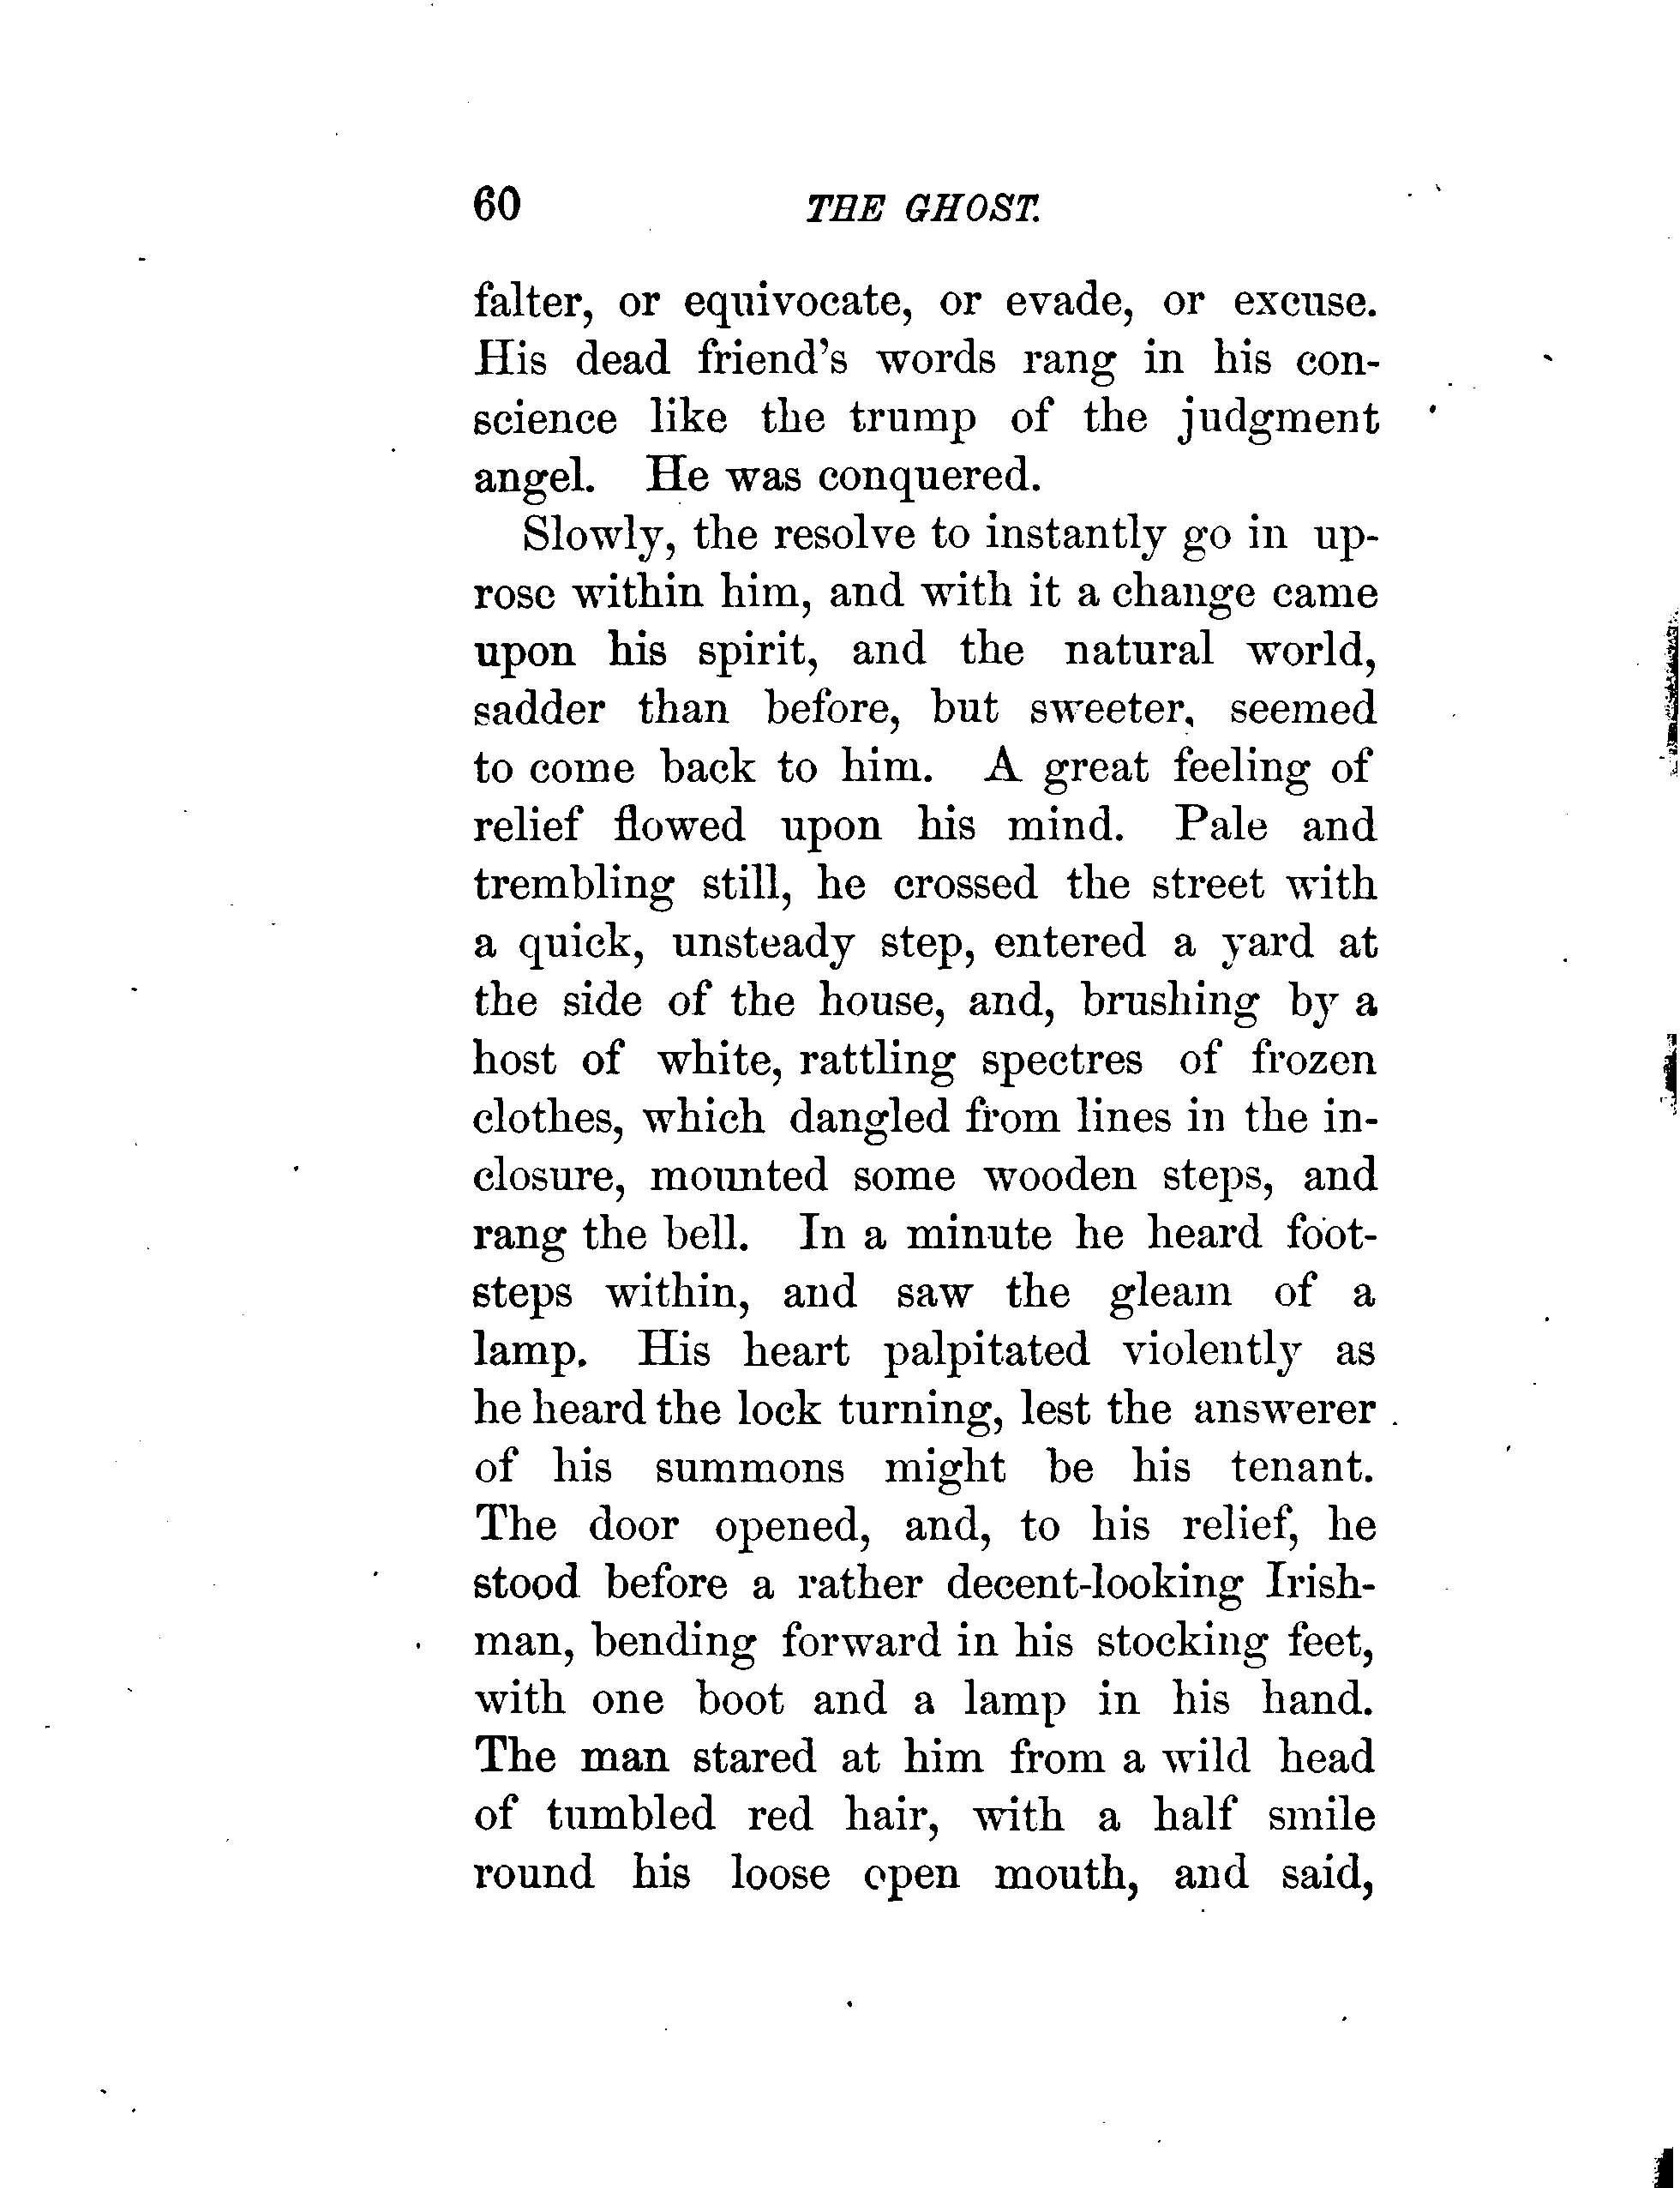 60 THE GHOST.
falter, or equivocate, or evade, or excuse.
His dead friend's words rang in his con-
science like the trump of the judgment
angel. He was conquered.
Slowly, the resolve to instantly go in up-
rose within him, and with it a change came
upon his spirit, and the natural world,
sadder than before, but sweeter, seemed
to come back to him. A great feeling of
relief flowed upon his mind. Pale and
trembling still, he crossed the street with
a quick, unsteady step, entered a yard at
the side of the house, and, brushing by a
host of white, rattling spectres of frozen
clothes, which dangled from lines in the in-
closure, mounted some wooden steps, and
rang the bell. In a minute he heard foot-
steps within, and saw the gleam of a
lamp. His heart palpitated violently as
he heard the lock turning, lest the answerer
of his summons might be his tenant.
The door opened, and, to his relief, he
stood before a rather decent-looking Irish-
man, bending forward in his stocking feet,
with one boot and a lamp in his hand.
The man stared at him from a wild head
of tumbled red hair, with a half smile
round his loose open mouth, and said,